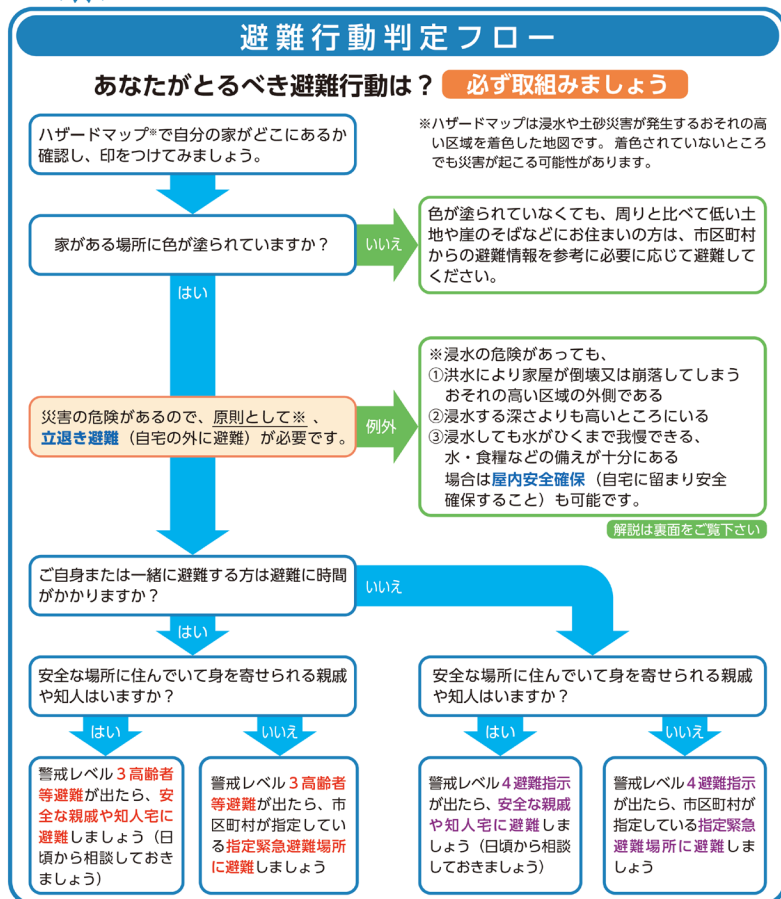 避難行動判定フロー
あなたがとるべき避難行動は？ 必ず取組みましょう
ハザードマップ※で自分の家がどこにあるか
確認し、印をつけてみましょう。
※ハザードマップは浸水や土砂災害が発生するおそれの高
い区域を着色した地図です。着色されていないところ
でも災害が起こる可能性があります。
家がある場所に色が塗られていますか？
いいえ
色が塗られていなくても、周りと比べて低い土
地や崖のそばなどにお住まいの方は、市区町村
からの避難情報を参考に必要に応じて避難して
ください。
はい
災害の危険があるので、原則として※、
立退き避難（自宅の外に避難）が必要です。
例外
※浸水の危険があっても、
①洪水により家屋が倒壊又は崩落してしまう
おそれの高い区域の外側である
②浸水する深さよりも高いところにいる
③浸水しても水がひくまで我慢できる、
水・食糧などの備えが十分にある
場合は屋内安全確保（自宅に留まり安全
確保すること）も可能です。
解説は裏面をご覧下さい
ご自身または一緒に避難する方は避難に時間
がかかりますか？
いいえ
はい
安全な場所に住んでいて身を寄せられる親戚
や知人はいますか？
はい
いいえ
警戒レベル３高齢者
等避難が出たら、安
全な親戚や知人宅に
避難しましょう（日
頃から相談しておき
ましょう）
警戒レベル３高齢者
等避難が出たら、市
区町村が指定してい
る指定緊急避難場所
に避難しましょう
安全な場所に住んでいて身を寄せられる親戚
や知人はいますか？
はい
いいえ
警戒レベル４避難指示
が出たら、安全な親戚
や知人宅に避難しま
しょう（日頃から相談
しておきましょう）
警戒レベル４避難指示
が出たら、市区町村が
指定している指定緊急
避難場所に避難しま
しょう